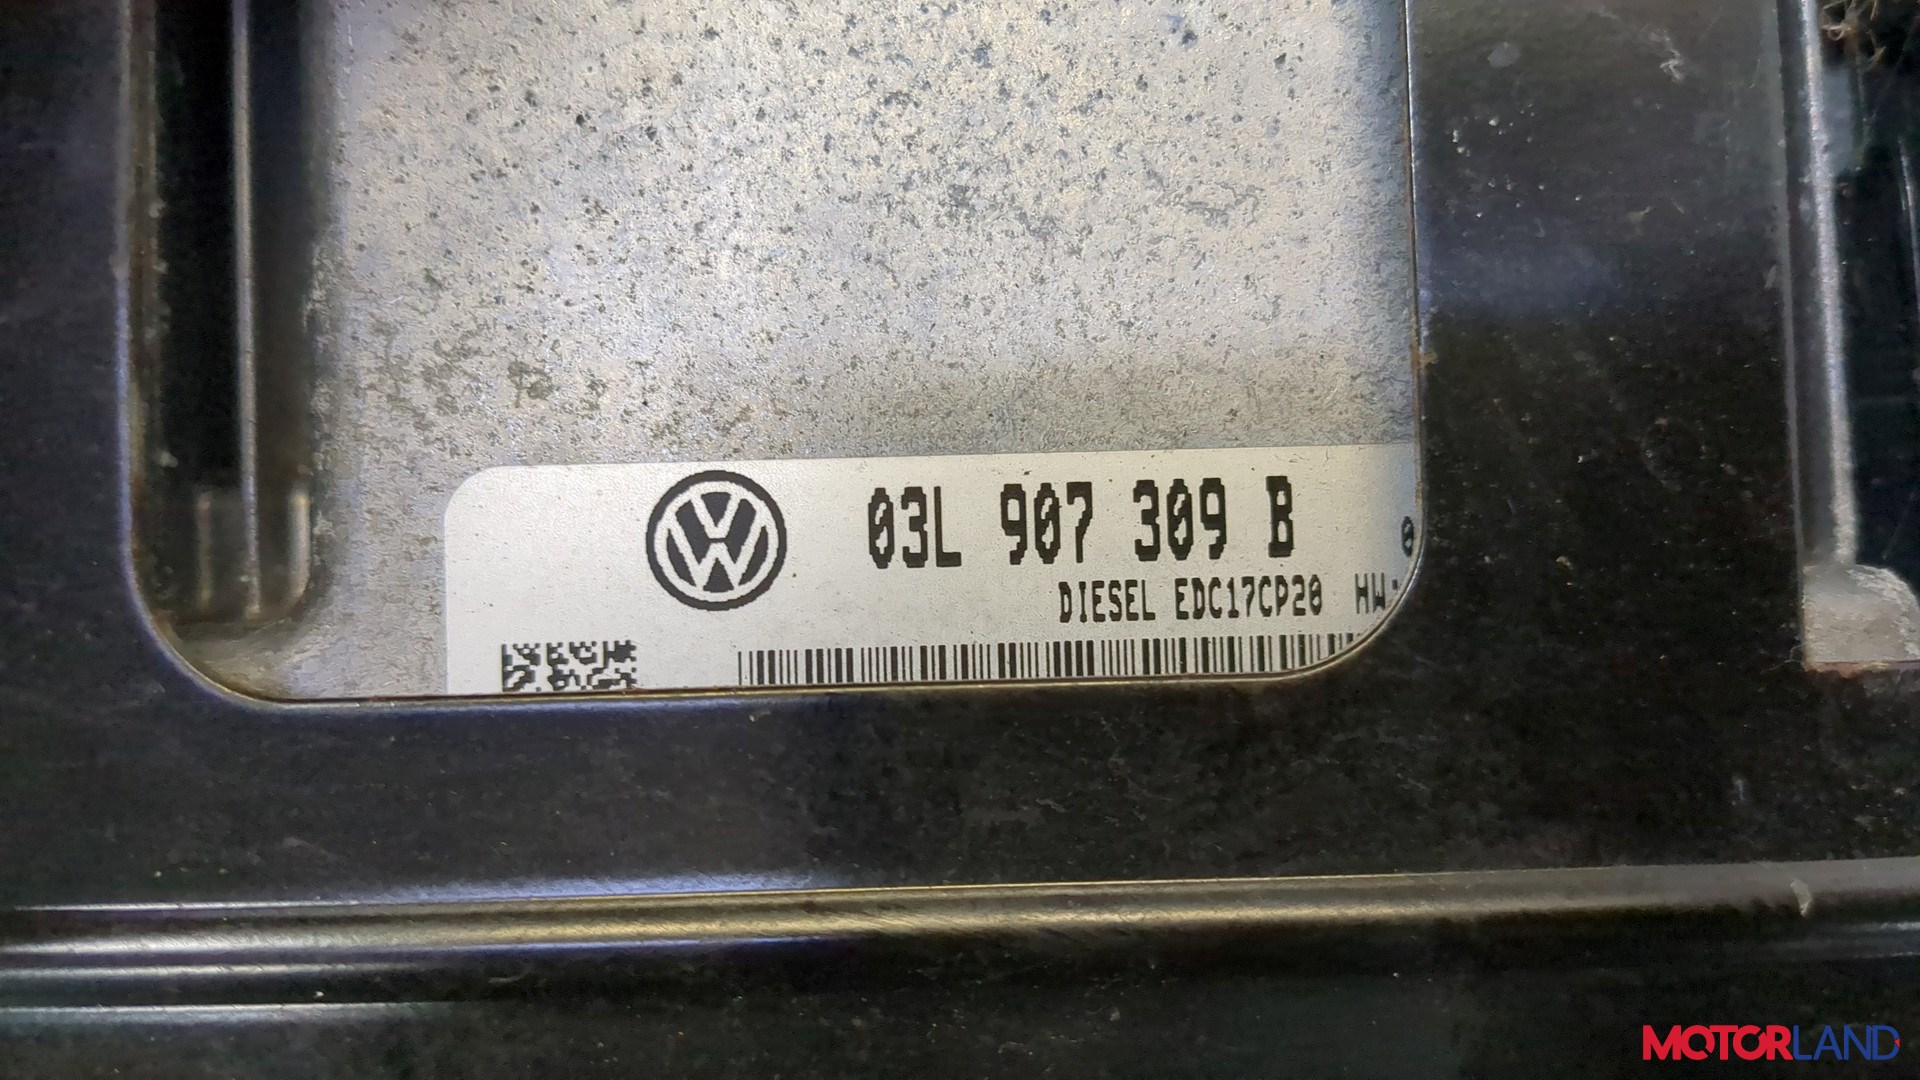 03L 907 309 B
DIESEL EDC17CP20 HW:
MOTORLAND